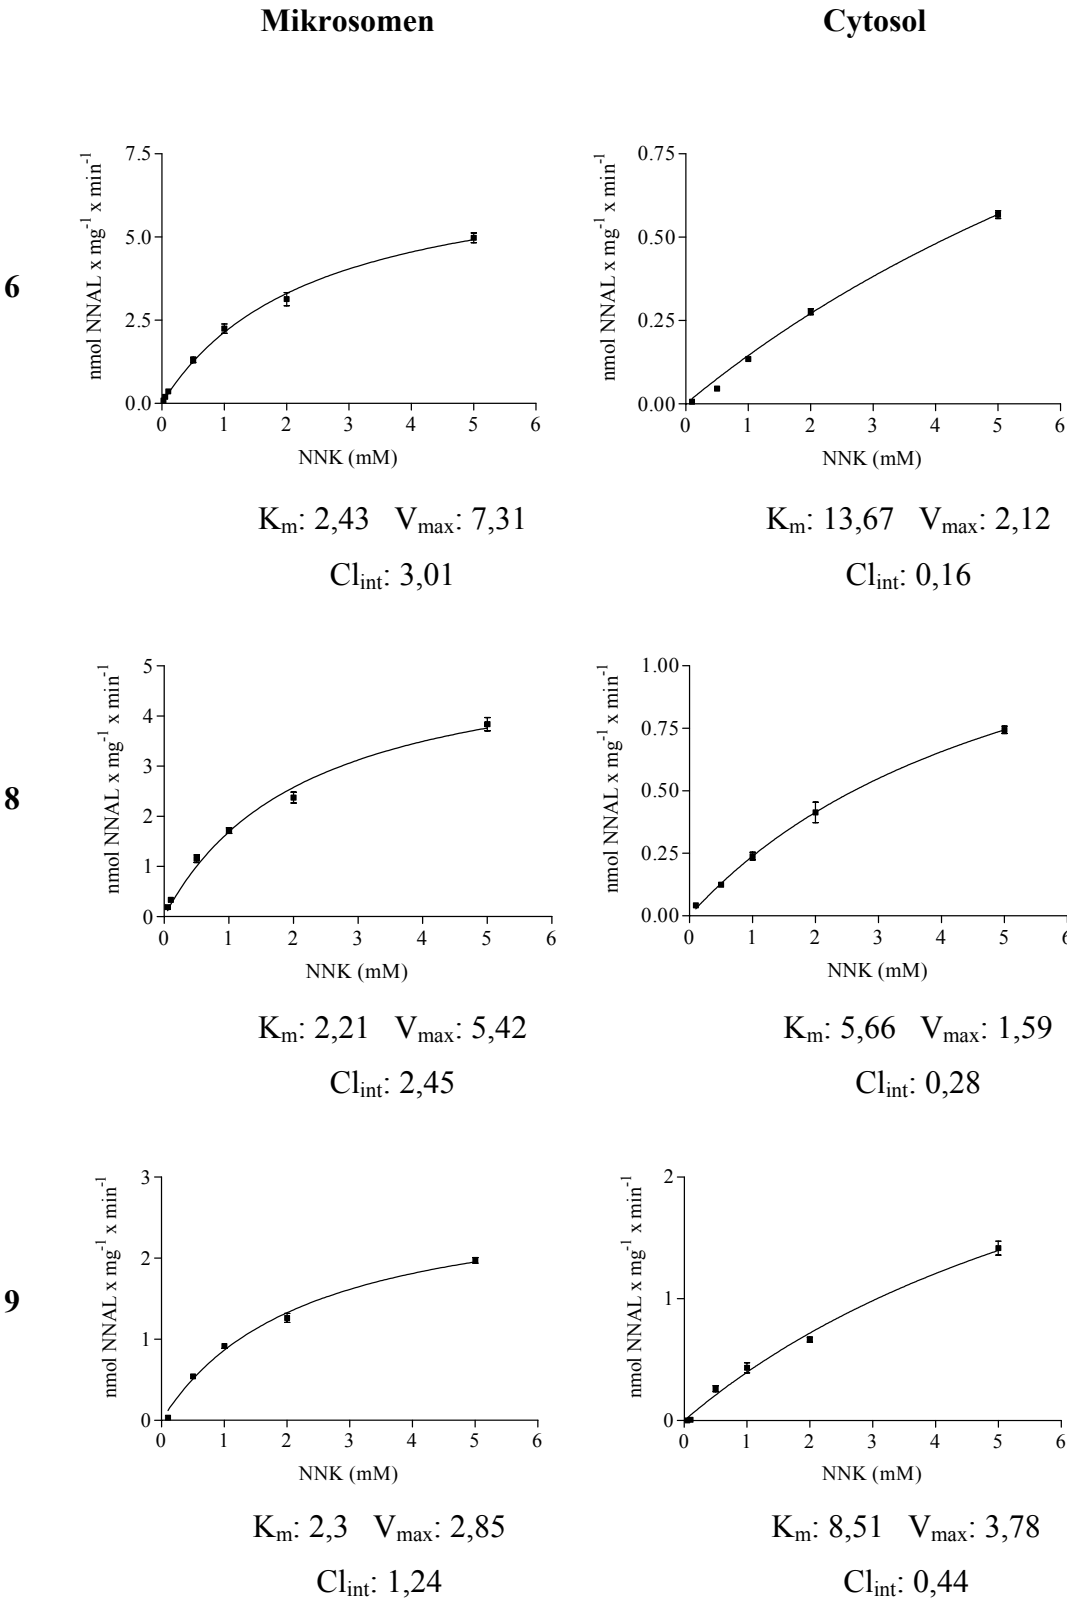 Mikrosomen Cytosol
6
nmol NNAL x mg-1 x min-1
7.5
5.0
2.5
0.0
0 1 2 3 4 5 6
NNK (mM)
Km: 2,43 Vmax: 7,31
Clint: 3,01
nmol NNAL x mg-1 x min-1
0.75
0.50
0.25
0.00
0 1 2 3 4 5 6
NNK (mM)
Km: 13,67 Vmax: 2,12
Clint: 0,16
8
nmol NNAL x mg-1 x min-1
5
4
3
2
1
0
0 1 2 3 4 5 6
NNK (mM)
Km: 2,21 Vmax: 5,42
Clint: 2,45
nmol NNAL x mg-1 x min-1
1.00
0.75
0.50
0.25
0.00
0 1 2 3 4 5 6
NNK (mM)
Km: 5,66 Vmax: 1,59
Clint: 0,28
9
nmol NNAL x mg-1 x min-1
3
2
1
0
0 1 2 3 4 5 6
NNK (mM)
Km: 2,3 Vmax: 2,85
Clint: 1,24
nmol NNAL x mg-1 x min-1
2
1
0
0 1 2 3 4 5 6
NNK (mM)
Km: 8,51 Vmax: 3,78
Clint: 0,44